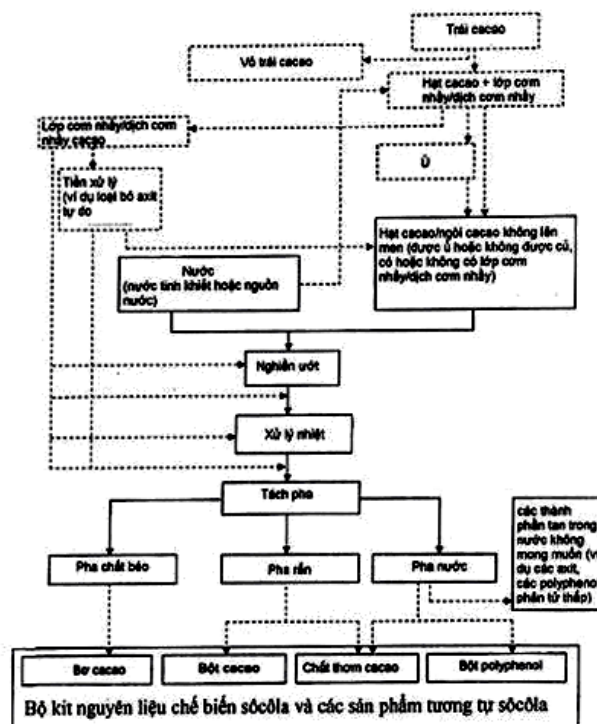 Trái cacao
Vỏ trái cacao
Hạt cacao + lớp cơm
nhầy/dịch cơm nhầy
Lớp cơm nhầy/dịch cơm
nhầy cacao
Ủ
Tiền xử lý
(ví dụ loại bỏ axit
tự do
Hạt cacao/ngòi cacao không lên
men (được ủ hoặc không được củ,
có hoặc không có lớp cơm
nhầy/dịch cơm nhầy)
Nước
(nước tinh khiết hoặc nguồn
nước)
Nghiền ướt
Xử lý nhiệt
Tách pha
các thành
phần tan trong
nước không
mong muốn (ví
dụ các axit,
các polyphenol
phân tử thấp)
Pha chất béo
Pha rắn
Pha nước
Bơ cacao
Bột cacao
Chất thơm cacao
Bột polyphenol
Bộ kit nguyên liệu chế biến sôcôla và các sản phẩm tương tự sôcôla